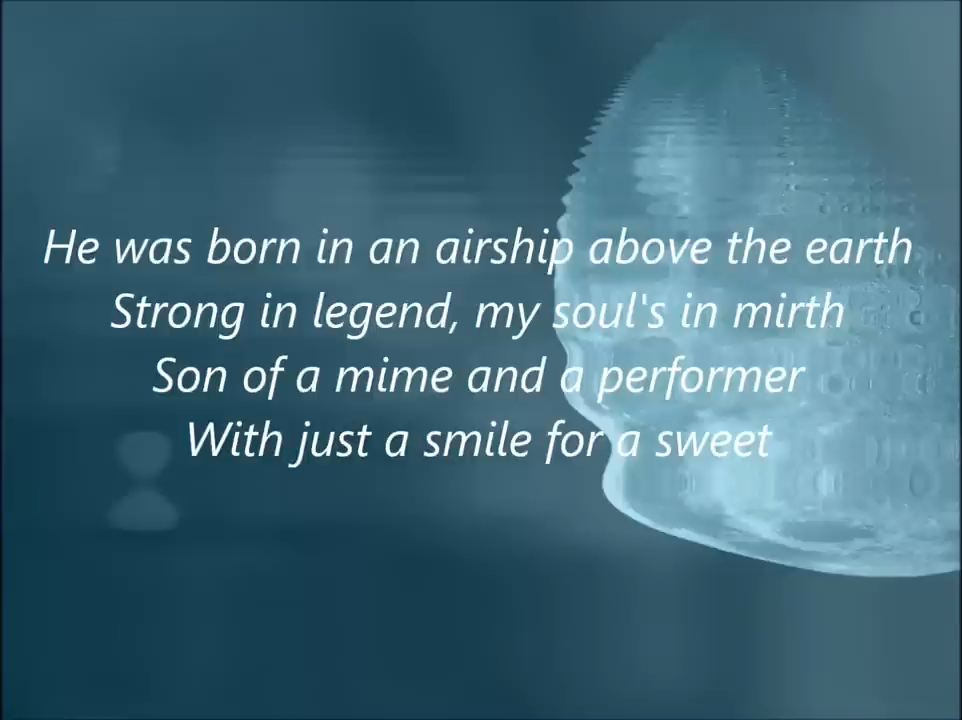 He was born in an airship above the earth
Strong in legend, my soul's in mirth
Son of a mime and a performer
With just a smile for a sweet